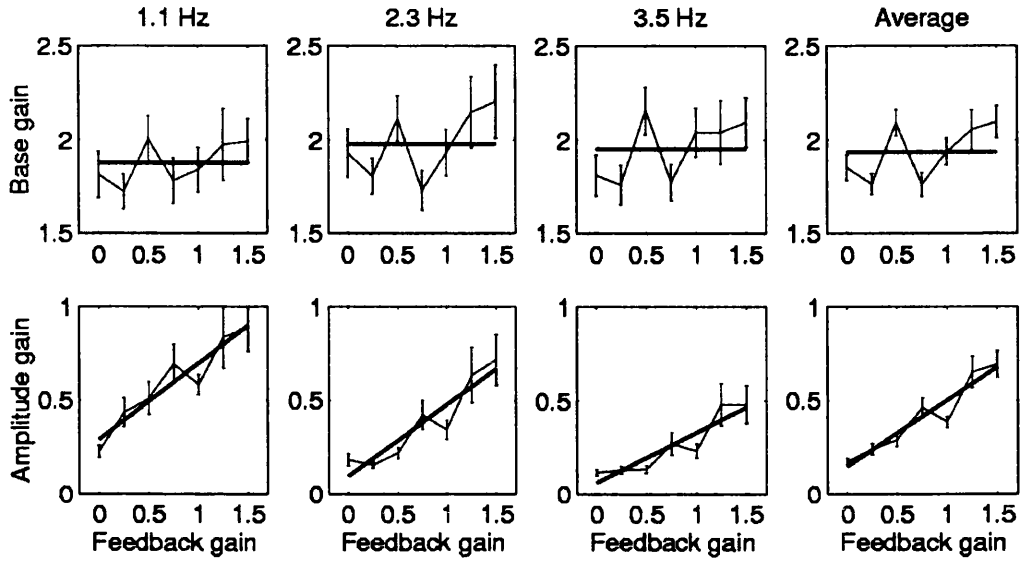 1.1 Hz 2.3 Hz 3.5 Hz Average
Base gain
2.5 2.5 2.5 2.5
2 2 2 2
1.5 1.5 1.5 1.5
0 0.5 1 1.5 0 0.5 1 1.5 0 0.5 1 1.5 0 0.5 1 1.5
Amplitude gain
1 1 1 1
0.5 0.5 0.5 0.5
0 0 0 0
0 0.5 1 1.5 0 0.5 1 1.5 0 0.5 1 1.5 0 0.5 1 1.5
Feedback gain Feedback gain Feedback gain Feedback gain